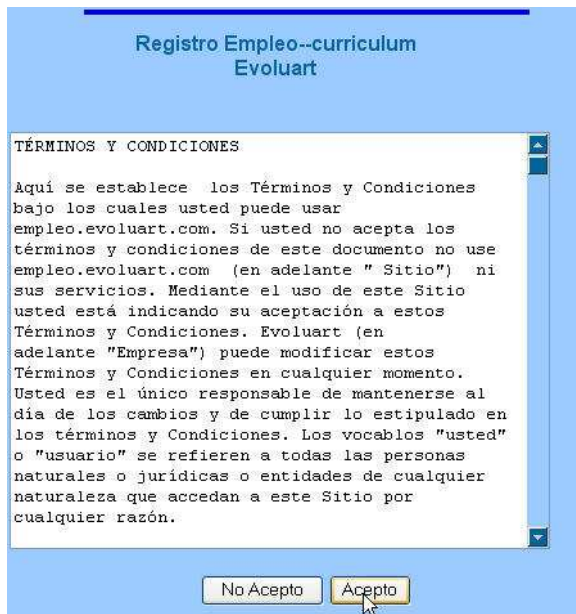 Registro Empleo--curriculum
Evoluart
TÉRMINOS Y CONDICIONES
Aquí se establece los Términos y Condiciones
bajo los cuales usted puede usar
empleo.evoluart.com. Si usted no acepta los
términos y condiciones de este documento no use
empleo.evoluart.com (en adelante " Sitio") ni
sus servicios. Mediante el uso de este Sitio
usted está indicando su aceptación a estos
Términos y Condiciones. Evoluart (en
adelante "Empresa") puede modificar estos
Términos y Condiciones en cualquier momento.
Usted es el único responsable de mantenerse al
día de los cambios y de cumplir lo estipulado en
los términos y Condiciones. Los vocablos "usted"
o "usuario" se refieren a todas las personas
naturales o jurídicas o entidades de cualquier
naturaleza que accedan a este Sitio por
cualquier razón.
No Acepto Acepto